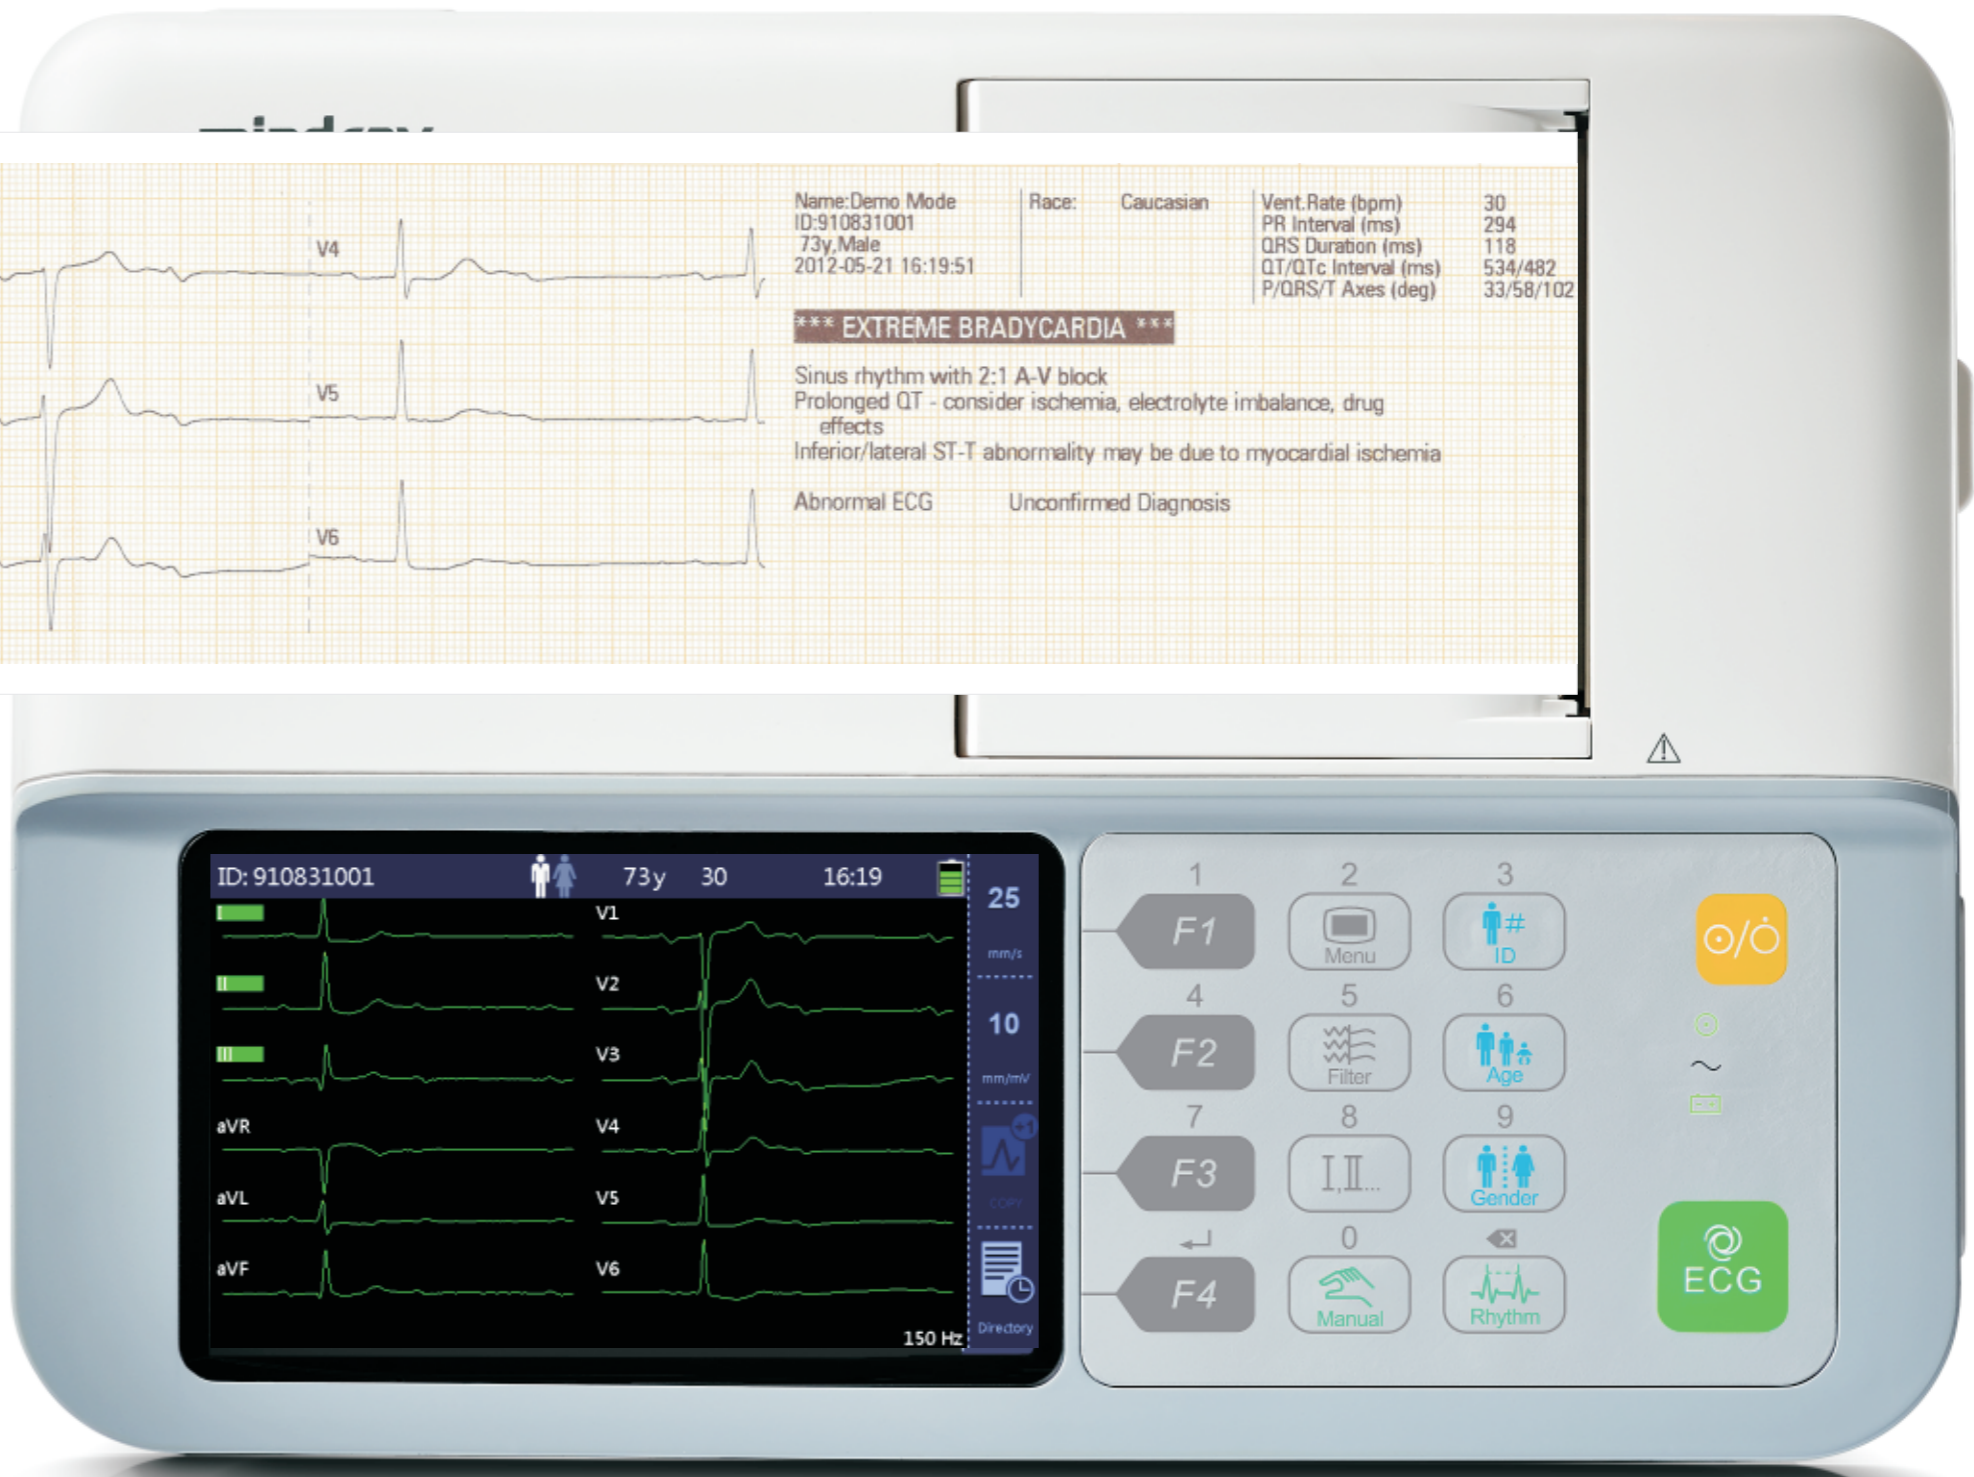 mindray
V4
V5
V6
Name:Demo Mode
ID:910831001
73y,Male
2012-05-21 16:19:51
Race: Caucasian
Vent.Rate (bpm) 30
PR Interval (ms) 294
QRS Duration (ms) 118
QT/QTc Interval (ms) 534/482
P/QRS/T Axes (deg) 33/58/102
*** EXTREME BRADYCARDIA ***
Sinus rhythm with 2:1 A-V block
Prolonged QT - consider ischemia, electrolyte imbalance, drug
effects
Inferior/lateral ST-T abnormality may be due to myocardial ischemia
Abnormal ECG Unconfirmed Diagnosis
ID: 910831001 73y 30 16:19
I
II
III
aVR
aVL
aVF
V1
V2
V3
V4
V5
V6
150 Hz
25
mm/s
10
mm/mV
+1
COPY
Directory
1 2 3
F1 Menu # ID
4 5 6
F2 Filter Age
7 8 9
F3 I,II... Gender
0
F4 Manual Rhythm
ECG